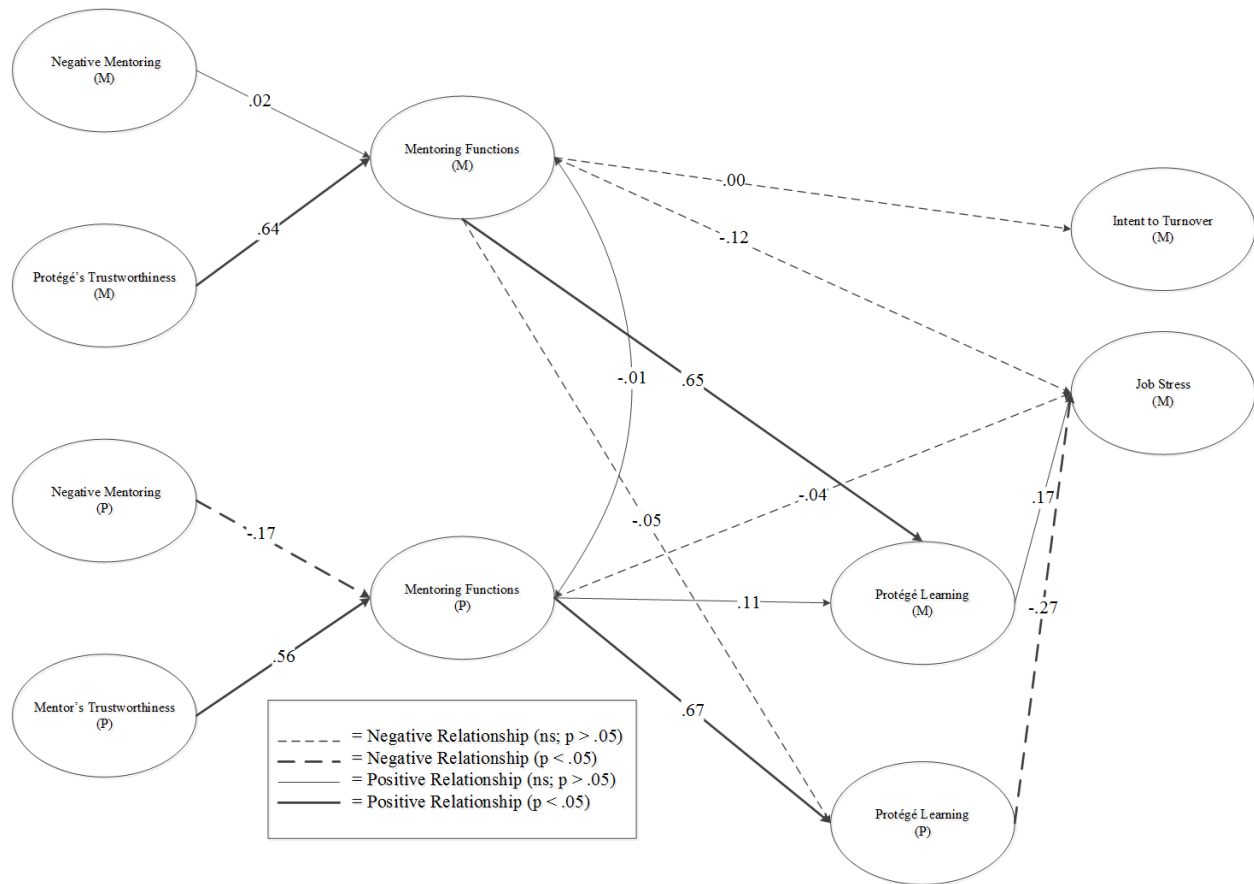 Negative Mentoring
(M)
.02
Mentoring Functions
(M)
.00
Intent to Turnover
(M)
-.12
.64
Protégé's Trustworthiness
(M)
-.01
.65
Job Stress
(M)
Negative Mentoring
(P)
-.17
-.04
.17
-.05
Mentoring Functions
(P)
.11
Protégé Learning
(M)
-.27
.56
Mentor's Trustworthiness
(P)
.67
= Negative Relationship (ns; p > .05)
= Negative Relationship (p < .05)
= Positive Relationship (ns; p > .05)
= Positive Relationship (p < .05)
Protégé Learning
(P)